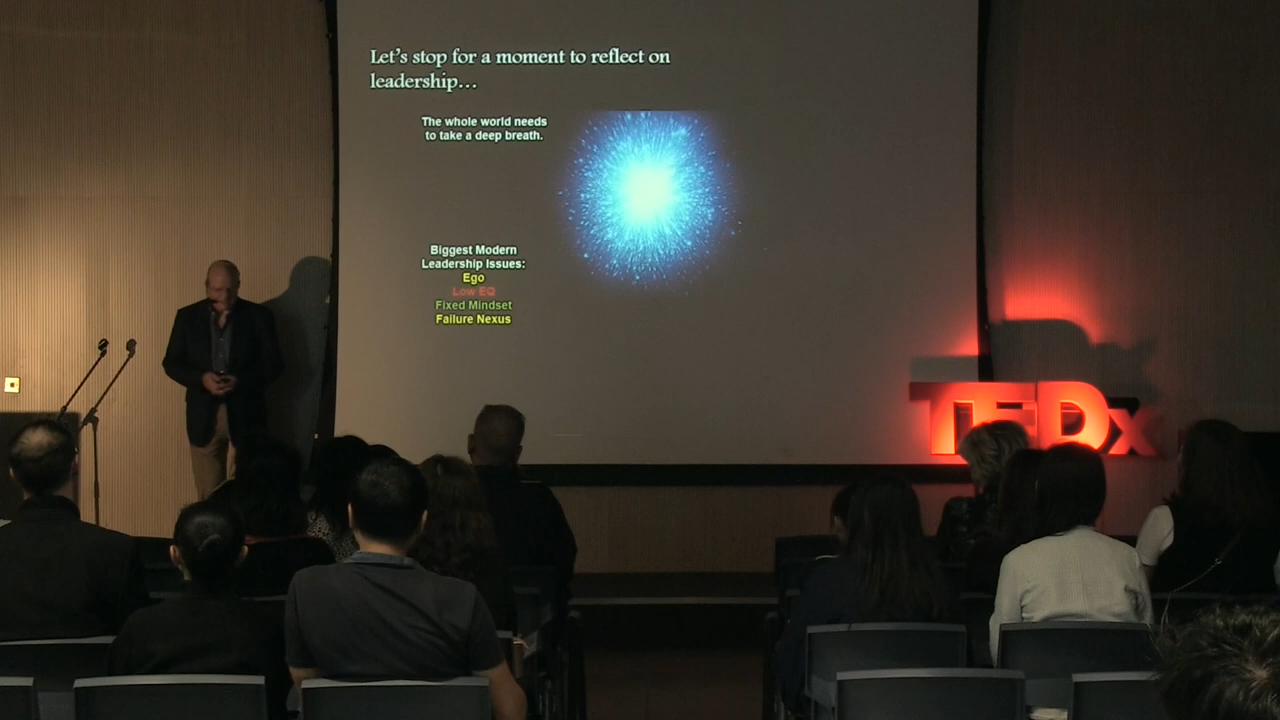 Let's stop for a moment to reflect on
leadership...
The whole world needs
to take a deep breath.
Biggest Modern
Leadership Issues:
Ego
Low EQ
Fixed Mindset
Failure Nexus
TEDx